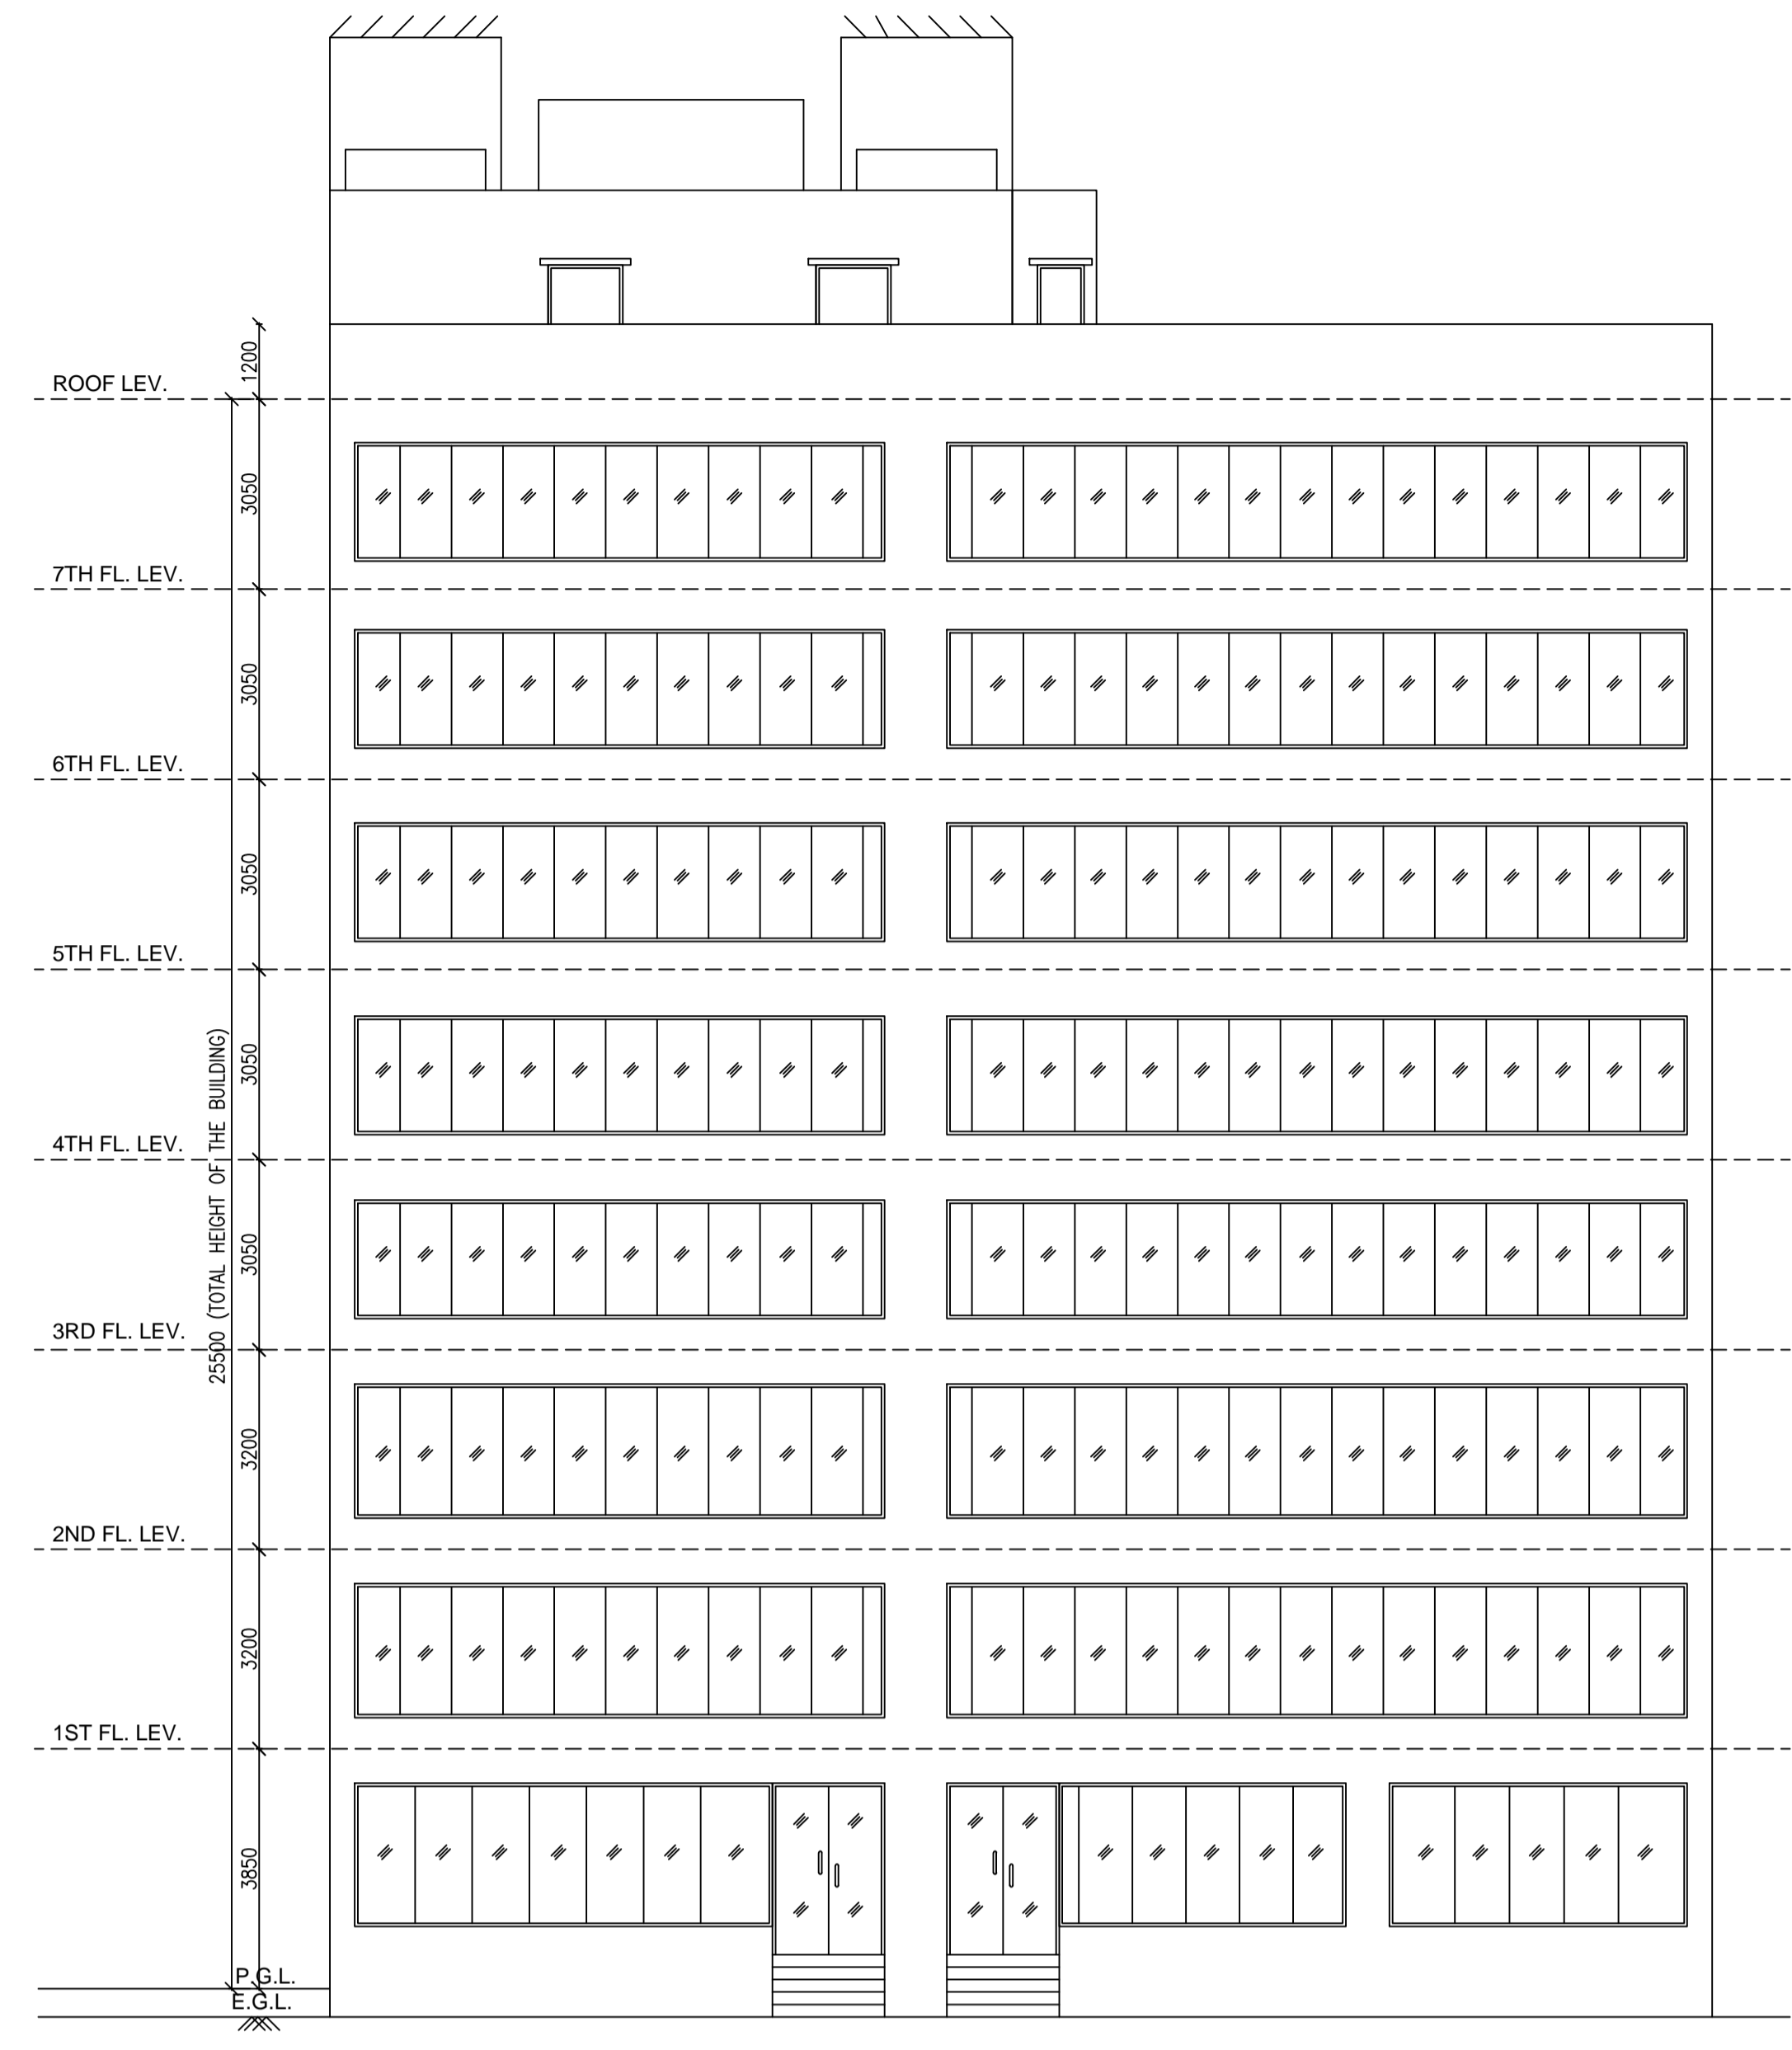 1200
ROOF LEV.
3050
7TH FL. LEV.
3050
6TH FL. LEV.
3050
5TH FL. LEV.
3050
4TH FL. LEV.
3050
25500 (TOTAL HEIGHT OF THE BUILDING)
3RD FL. LEV.
3200
2ND FL. LEV.
3200
1ST FL. LEV.
3850
P.G.L.
E.G.L.